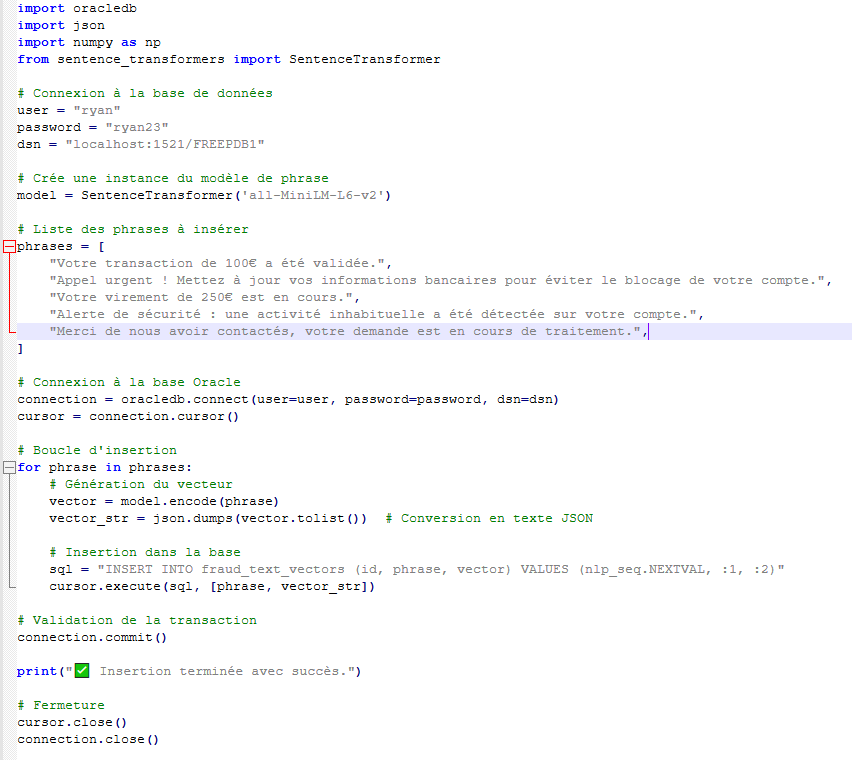 import oracledb
import json
import numpy as np
from sentence_transformers import SentenceTransformer

# Connexion à la base de données
user = "ryan"
password = "ryan23"
dsn = "localhost:1521/FREEPDB1"

# Crée une instance du modèle de phrase
model = SentenceTransformer('all-MiniLM-L6-v2')

# Liste des phrases à insérer
phrases = [
    "Votre transaction de 100€ a été validée.",
    "Appel urgent ! Mettez à jour vos informations bancaires pour éviter le blocage de votre compte.",
    "Votre virement de 250€ est en cours.",
    "Alerte de sécurité : une activité inhabituelle a été détectée sur votre compte.",
    "Merci de nous avoir contactés, votre demande est en cours de traitement.",
]

# Connexion à la base Oracle
connection = oracledb.connect(user=user, password=password, dsn=dsn)
cursor = connection.cursor()

# Boucle d'insertion
for phrase in phrases:
    # Génération du vecteur
    vector = model.encode(phrase)
    vector_str = json.dumps(vector.tolist())  # Conversion en texte JSON

    # Insertion dans la base
    sql = "INSERT INTO fraud_text_vectors (id, phrase, vector) VALUES (nlp_seq.NEXTVAL, :1, :2)"
    cursor.execute(sql, [phrase, vector_str])

# Validation de la transaction
connection.commit()

print("✅ Insertion terminée avec succès.")

# Fermeture
cursor.close()
connection.close()